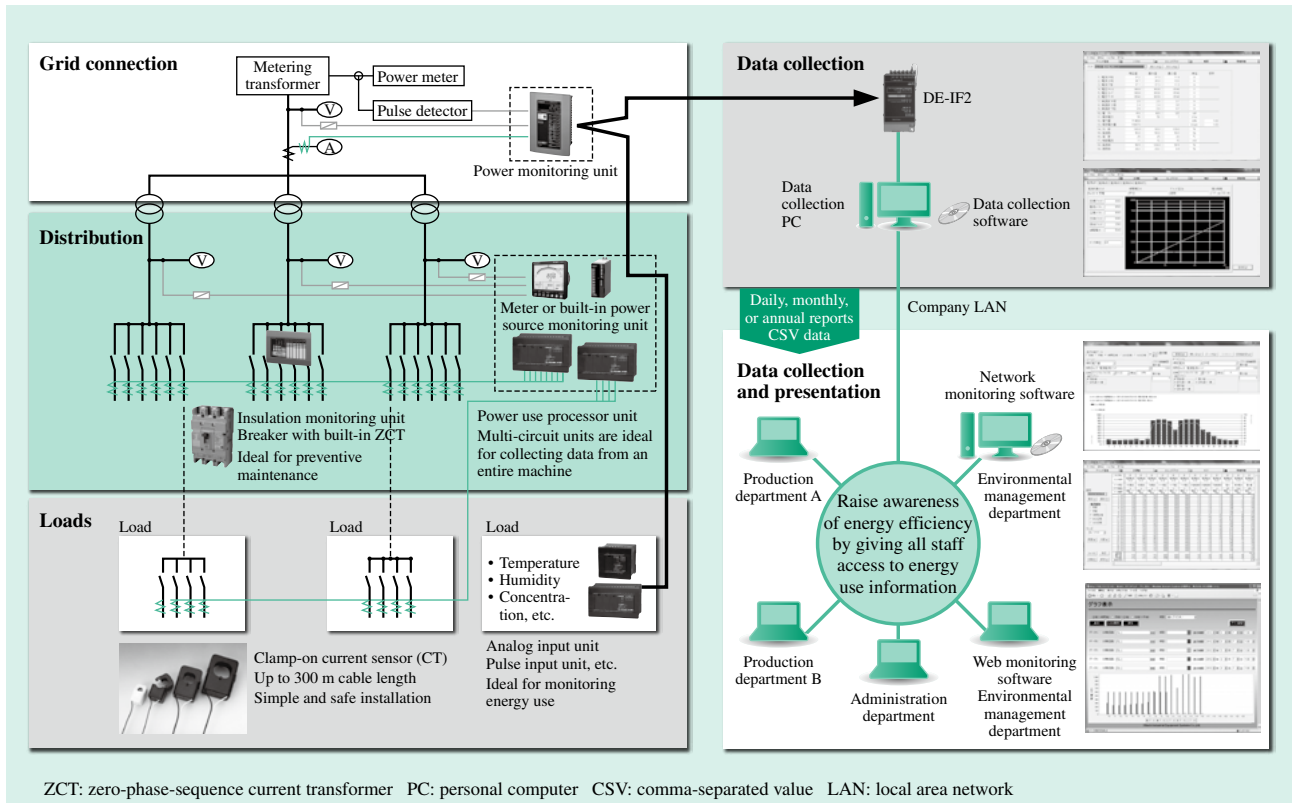 Grid connection
Metering
transformer
Power meter
Pulse detector
V
A
Power monitoring unit
Distribution
V
V
V
Meter or built-in power
source monitoring unit
Insulation monitoring unit
Breaker with built-in ZCT
Ideal for preventive
maintenance
Power use processor unit
Multi-circuit units are ideal
for collecting data from an
entire machine
Loads
Load
Load
Load
• Temperature
• Humidity
• Concentra-
tion, etc.
Clamp-on current sensor (CT)
Up to 300 m cable length
Simple and safe installation
Analog input unit
Pulse input unit, etc.
Ideal for monitoring
energy use
Data collection
DE-IF2
Data
collection
PC
Data collection
software
Daily, monthly,
or annual reports
CSV data
Company LAN
Data collection
and presentation
Network
monitoring software
Production
department A
Environmental
management
department
Raise awareness
of energy efficiency
by giving all staff
access to energy
use information
Production
department B
Administration
department
Web monitoring
software
Environmental
management
department
グラフ表示
ZCT: zero-phase-sequence current transformer PC: personal computer CSV: comma-separated value LAN: local area network